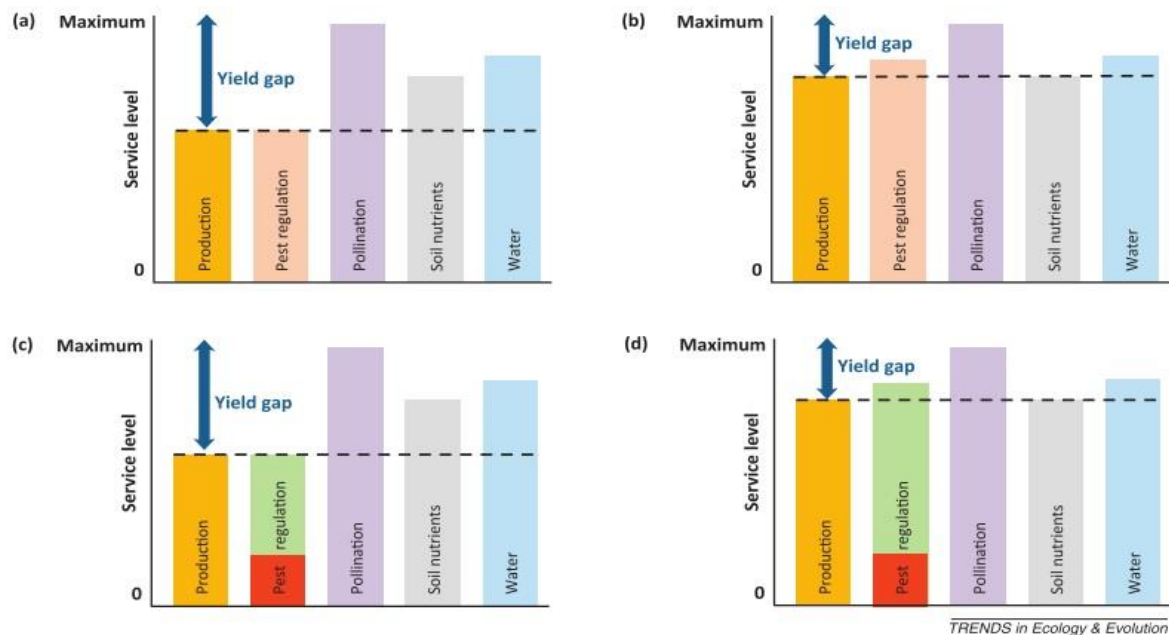 (a)
Maximum
Yield gap
Service level
0
Production
Pest regulation
Pollination
Soil nutrients
Water
(b)
Maximum
Yield gap
Service level
0
Production
Pest regulation
Pollination
Soil nutrients
Water
(c)
Maximum
Yield gap
Service level
0
Production
Pest regulation
Pollination
Soil nutrients
Water
(d)
Maximum
Yield gap
Service level
0
Production
Pest regulation
Pollination
Soil nutrients
Water
TRENDS in Ecology & Evolution